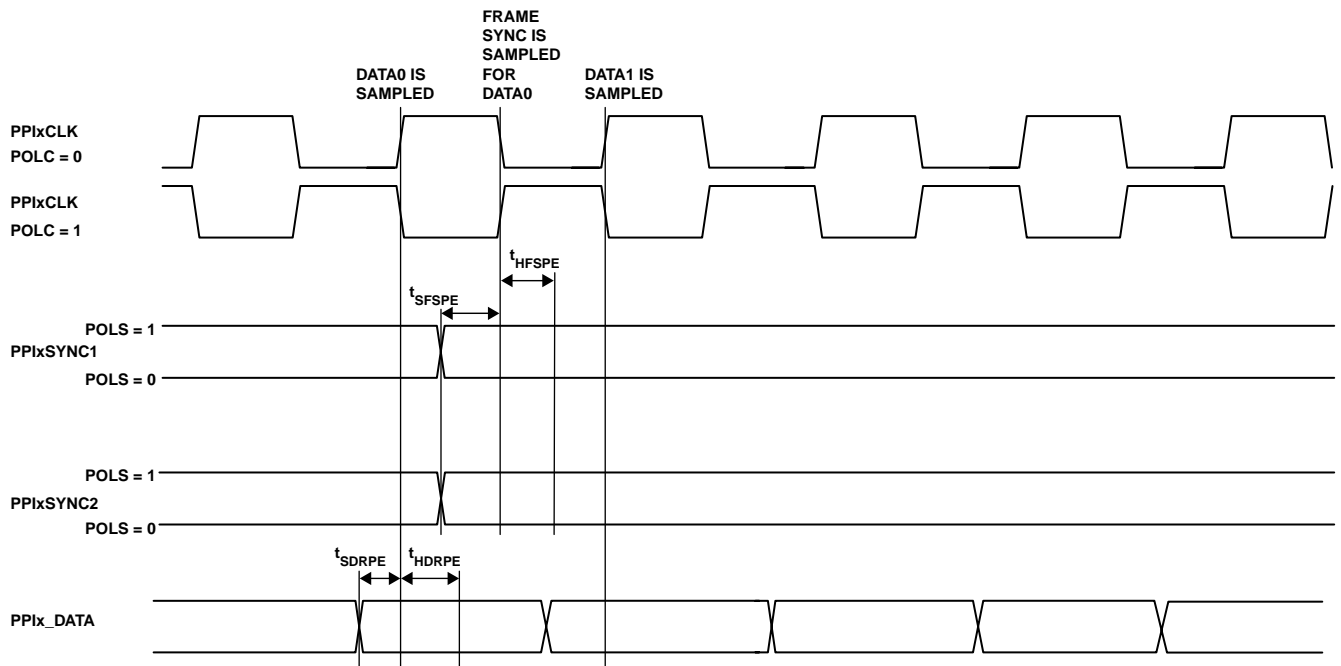 FRAME
SYNC IS
SAMPLED
FOR
DATA0
DATA0 IS
SAMPLED
DATA1 IS
SAMPLED
PPIxCLK
POLC = 0
PPIxCLK
POLC = 1
tHFSPE
tSFSPE
POLS = 1
PPIxSYNC1
POLS = 0
POLS = 1
PPIxSYNC2
POLS = 0
tSDRPE
tHDRPE
PPIx_DATA